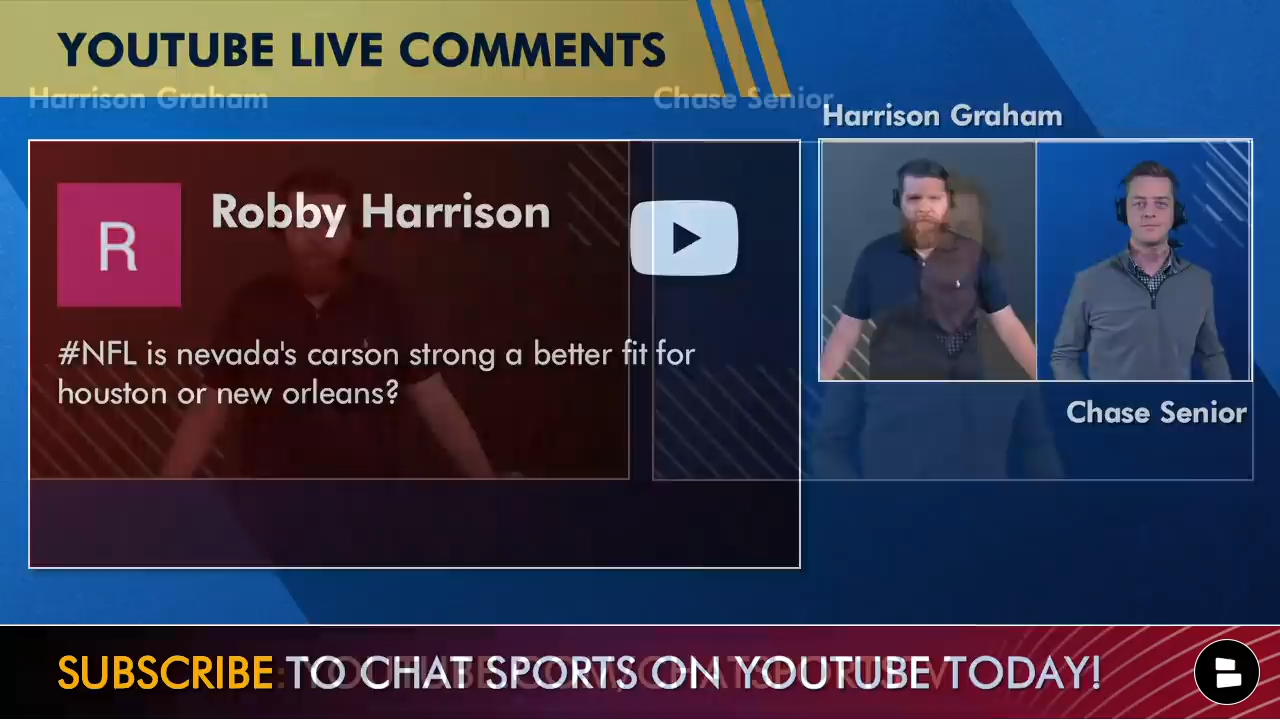 YOUTUBE LIVE COMMENTS
Harrison Graham
Chase Senior
Harrison Graham
R
Robby Harrison
#NFL is nevada's carson strong a better fit for
houston or new orleans?
Chase Senior
SUBSCRIBE TO CHAT SPORTS ON YOUTUBE TODAY!